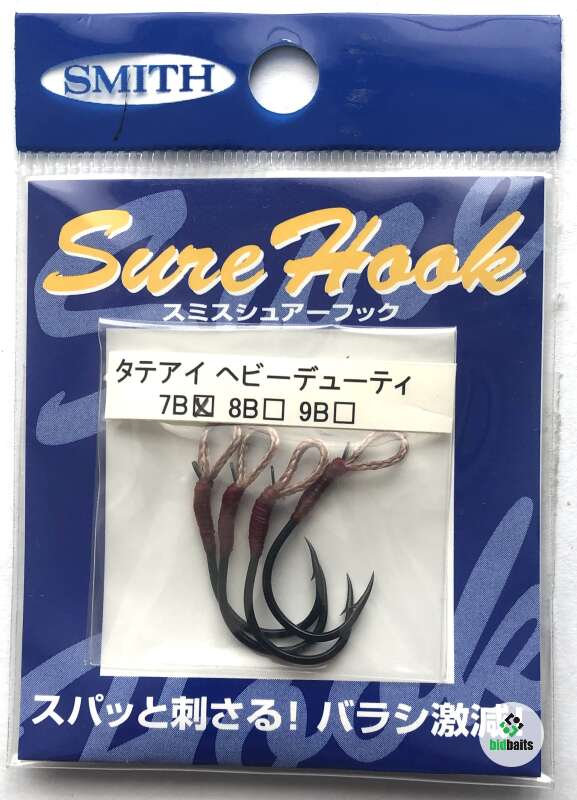 SMITH
Sure Hook
スミスシュアーフック
タテアイ ヘビーデューティ
7B☒ 8B□ 9B□
スパッと刺さる! バラシ激減!
bidbaits